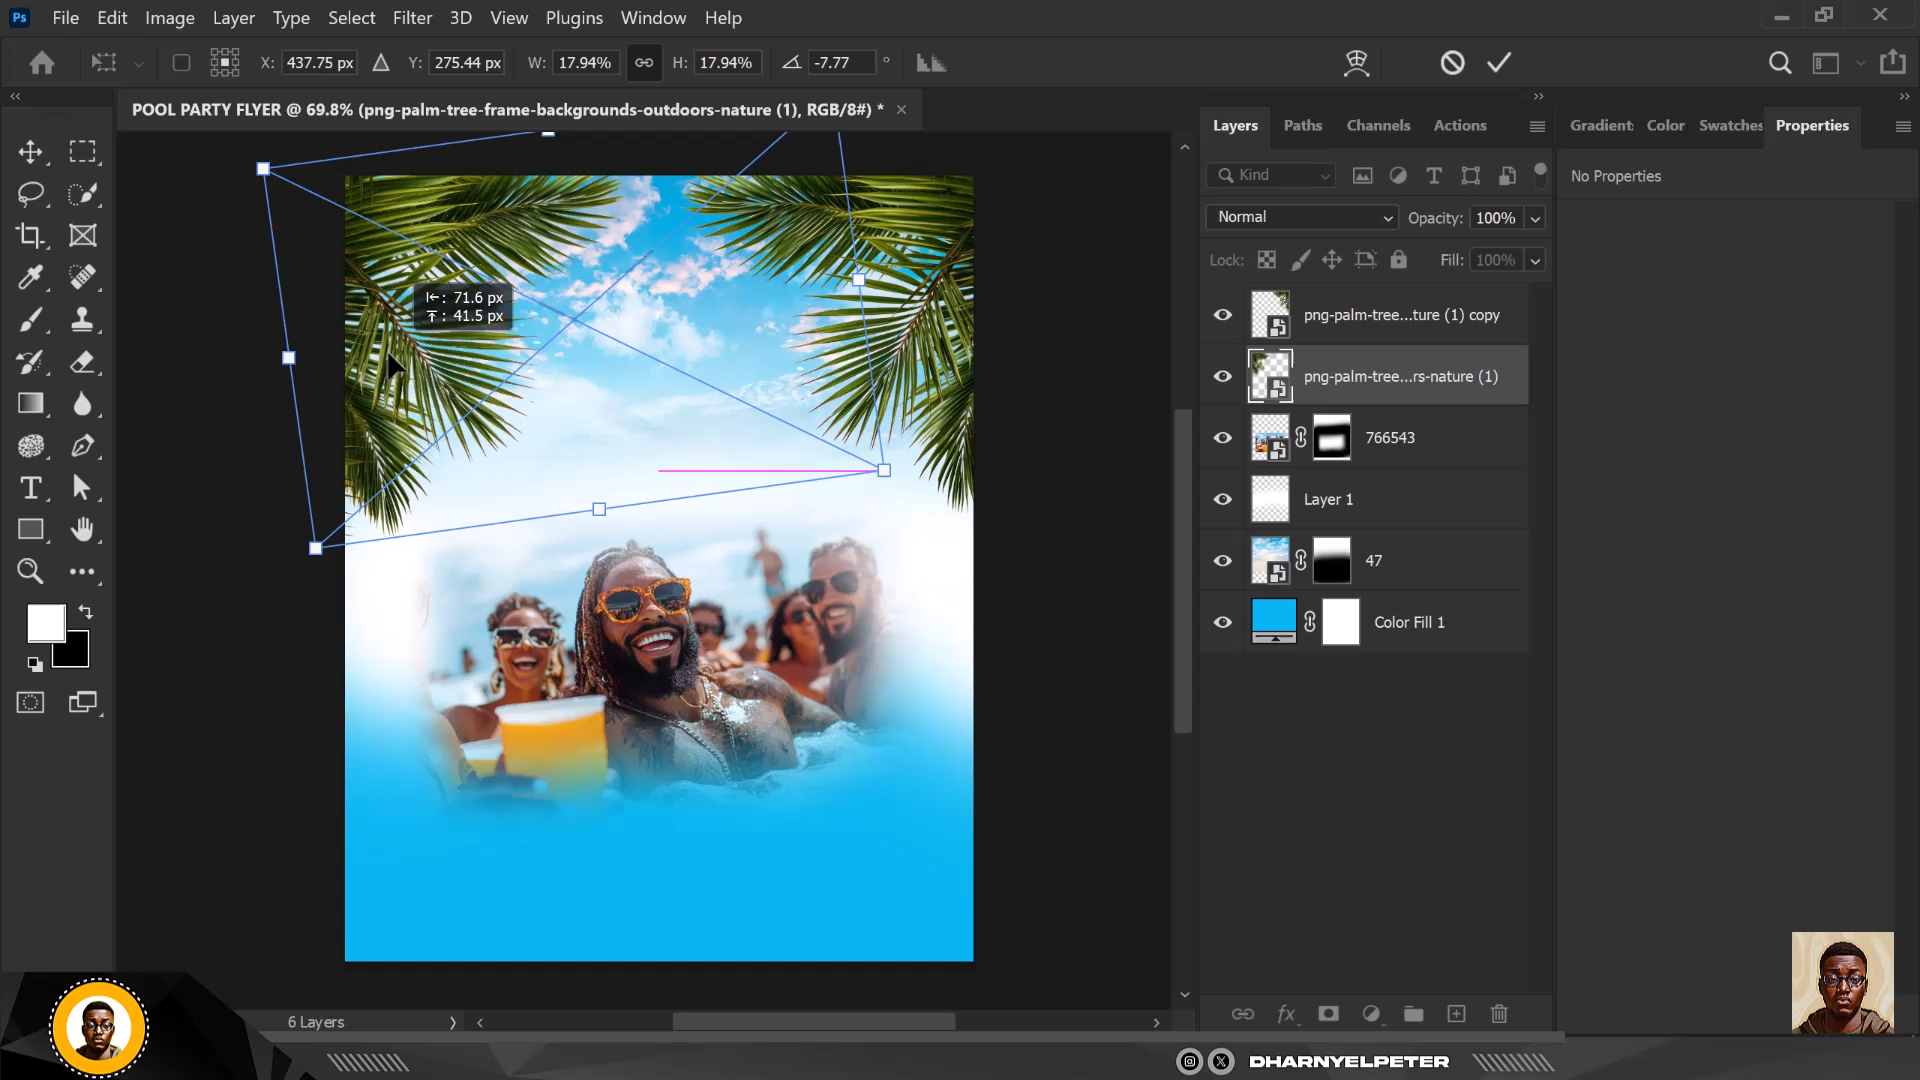 Ps File Edit Image Layer Type Select Filter 3D View Plugins Window Help
X: 437.75 px Y: 275.44 px W: 17.94% H: 17.94% -7.77 °
POOL PARTY FLYER @ 69.8% (png-palm-tree-frame-backgrounds-outdoors-nature (1), RGB/8#) *
Layers Paths Channels Actions
Gradient Color Swatches Properties
Kind
No Properties
Normal Opacity: 100%
Lock: Fill: 100%
: 71.6 px
: 41.5 px
png-palm-tree...ture (1) copy
png-palm-tree...rs-nature (1)
766543
Layer 1
47
Color Fill 1
6 Layers
fx
DHARNYELPETER